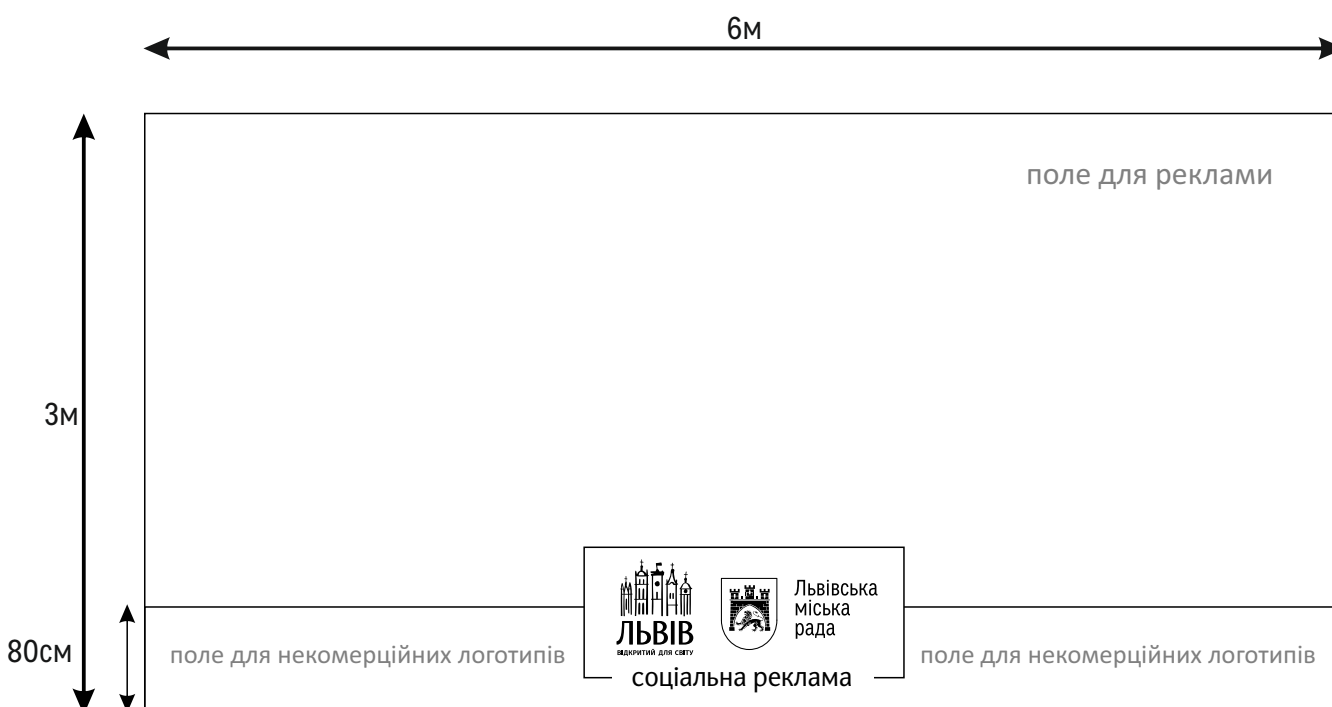 6м
поле для реклами
3м
ЛЬВІВ
ВІДКРИТИЙ ДЛЯ СВІТУ
Львівська
міська
рада
80см
поле для некомерційних логотипів
соціальна реклама
поле для некомерційних логотипів